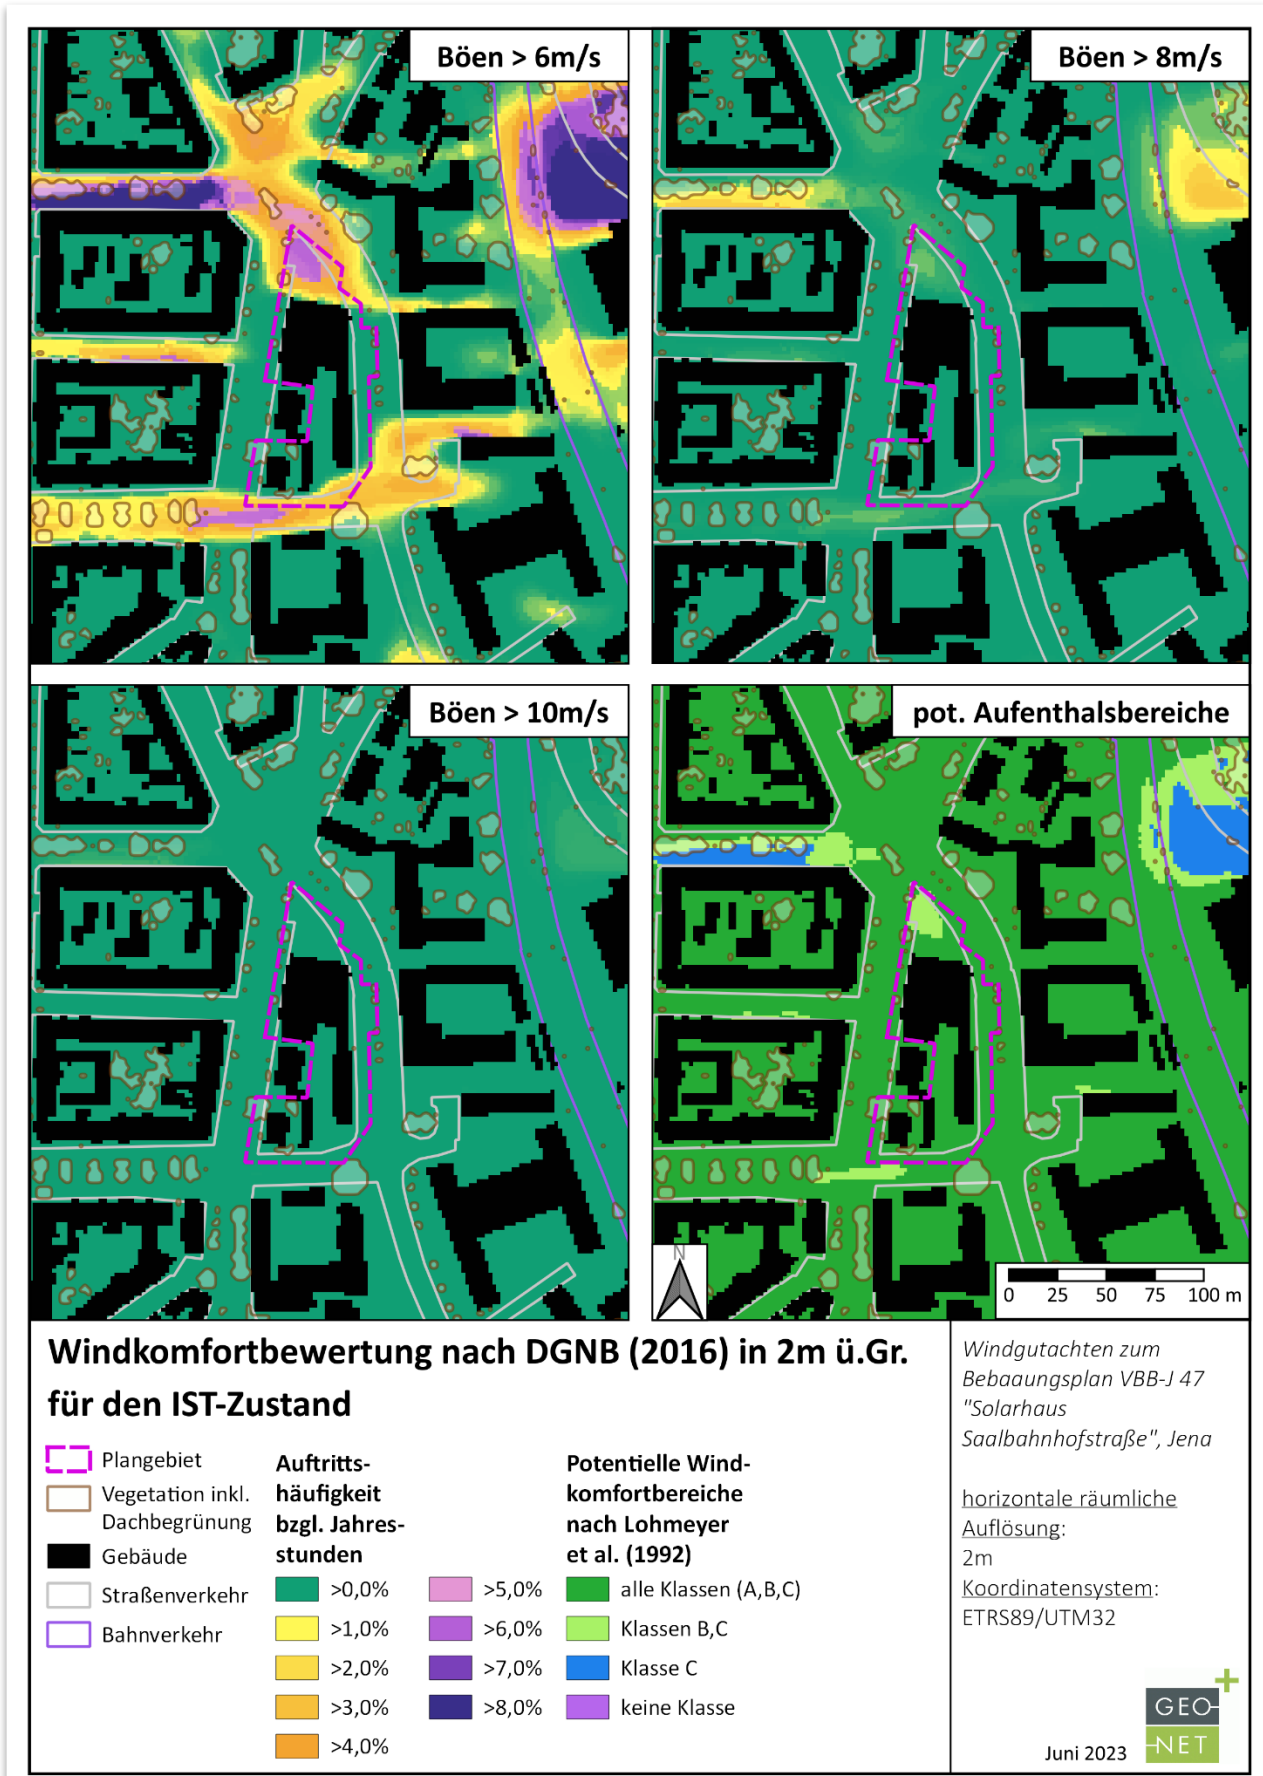 Böen > 6m/s
Böen > 8m/s
Böen > 10m/s
pot. Aufenthalsbereiche
N
0 25 50 75 100 m
Windkomfortbewertung nach DGNB (2016) in 2m ü.Gr.
für den IST-Zustand
Plangebiet
Vegetation inkl.
Dachbegrünung
Gebäude
Straßenverkehr
Bahnverkehr
Auftritts-
häufigkeit
bzgl. Jahres-
stunden
>0,0%
>1,0%
>2,0%
>3,0%
>4,0%
>5,0%
>6,0%
>7,0%
>8,0%
Potentielle Wind-
komfortbereiche
nach Lohmeyer
et al. (1992)
alle Klassen (A,B,C)
Klassen B,C
Klasse C
keine Klasse
Windgutachten zum
Bebaaungsplan VBB-J 47
"Solarhaus
Saalbahnhofstraße", Jena
horizontale räumliche
Auflösung:
2m
Koordinatensystem:
ETRS89/UTM32
Juni 2023
GEO
NET